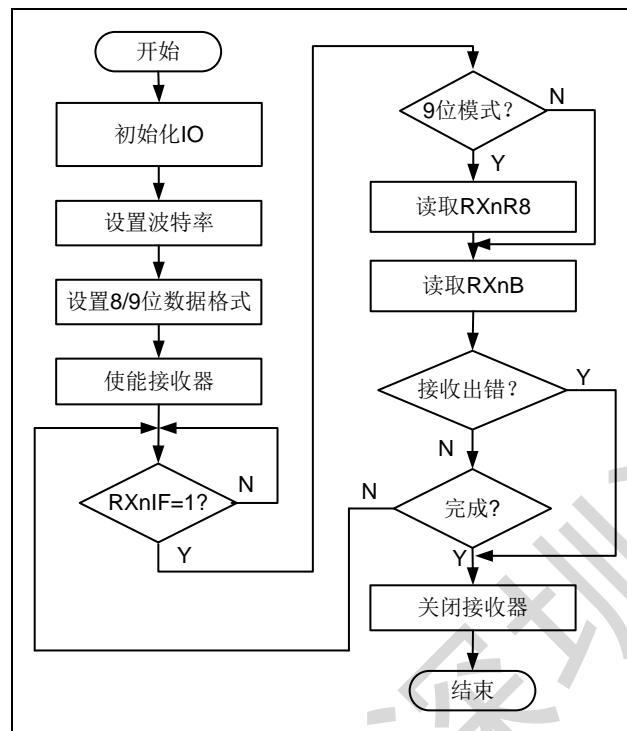 开始
初始化IO
设置波特率
设置8/9位数据格式
使能接收器
RXnIF=1?
N
Y
9位模式?
N
Y
读取RXnR8
读取RXnB
接收出错?
Y
N
完成?
N
Y
关闭接收器
结束
深圳